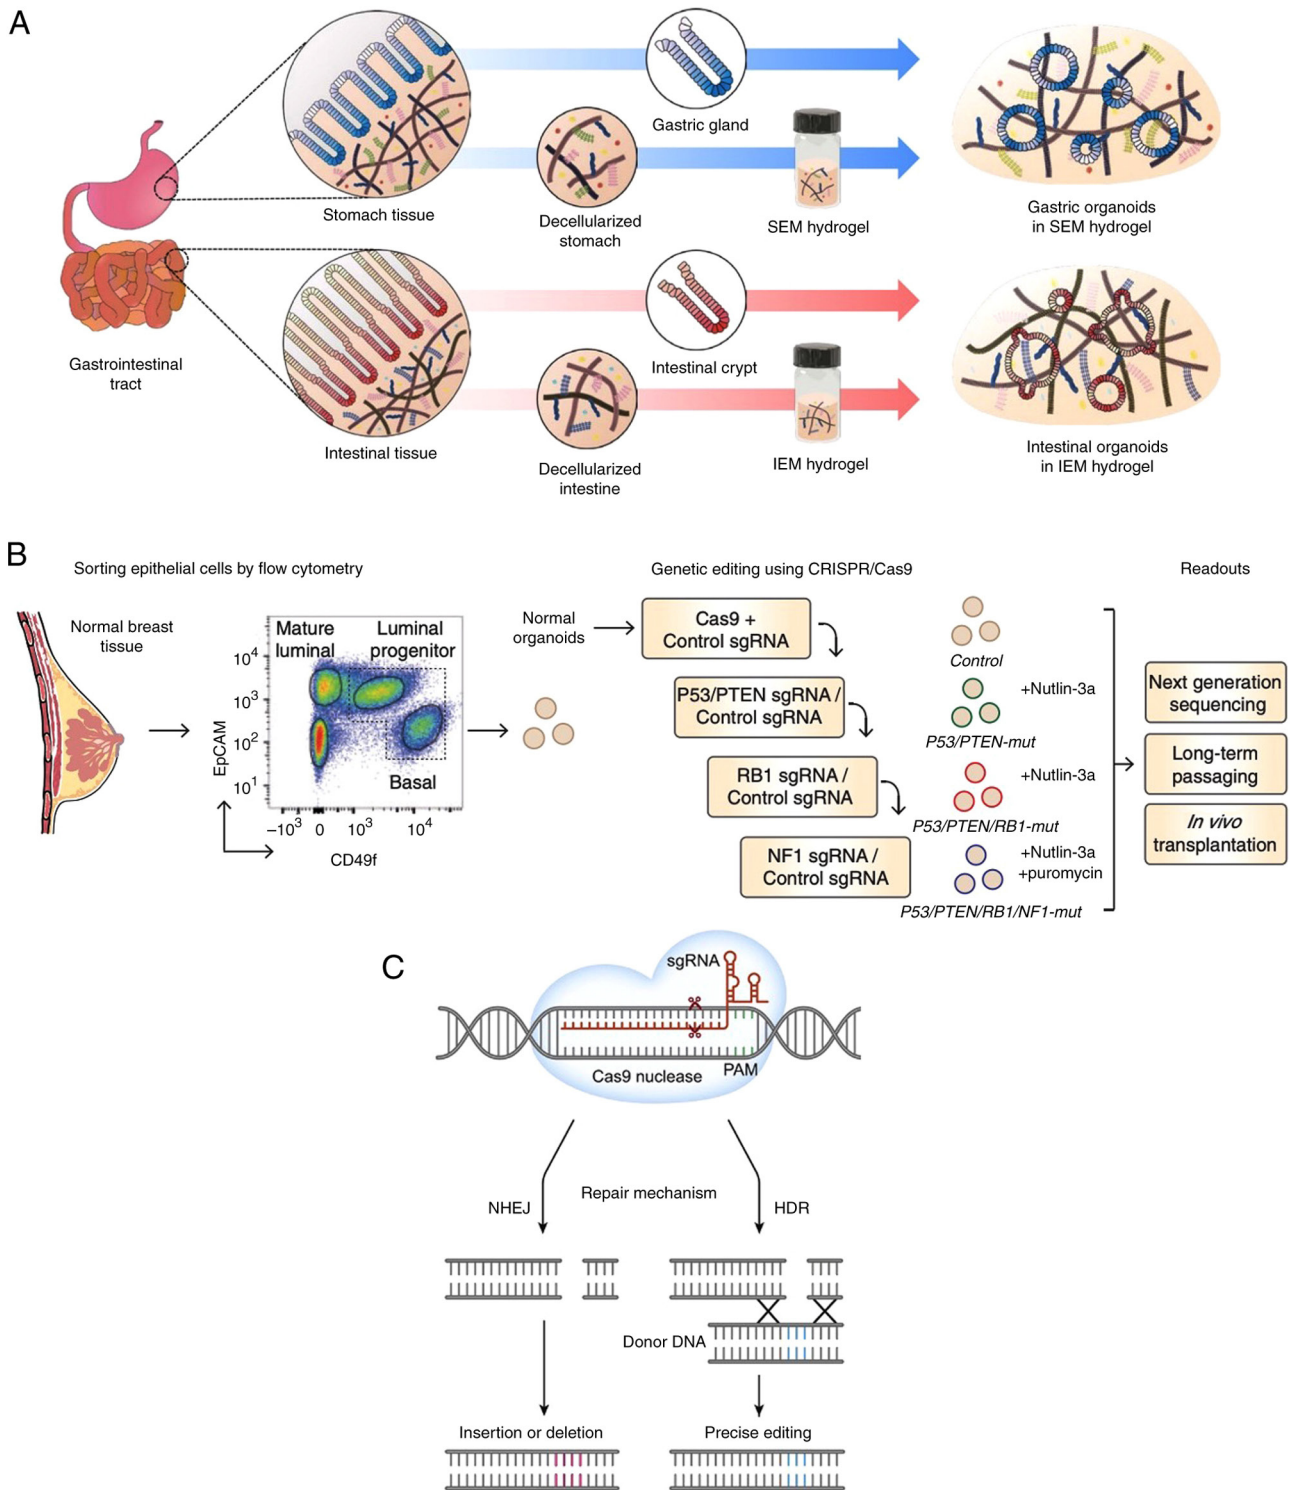 A
Stomach tissue
Gastric gland
Decellularized
stomach
SEM hydrogel
Gastric organoids
in SEM hydrogel
Gastrointestinal
tract
Intestinal tissue
Intestinal crypt
Decellularized
intestine
IEM hydrogel
Intestinal organoids
in IEM hydrogel
B
Sorting epithelial cells by flow cytometry
Genetic editing using CRISPR/Cas9
Readouts
Normal breast
tissue
Mature
luminal
Luminal
progenitor
Basal
10⁴
10³
10²
10¹
EpCAM
−10³ 0 10³ 10⁴
CD49f
Normal
organoids
Cas9 +
Control sgRNA
P53/PTEN sgRNA /
Control sgRNA
RB1 sgRNA /
Control sgRNA
NF1 sgRNA /
Control sgRNA
Control
+Nutlin-3a
P53/PTEN-mut
+Nutlin-3a
P53/PTEN/RB1-mut
+Nutlin-3a
+puromycin
P53/PTEN/RB1/NF1-mut
Next generation
sequencing
Long-term
passaging
In vivo
transplantation
C
sgRNA
Cas9 nuclease
PAM
Repair mechanism
NHEJ
HDR
Donor DNA
Insertion or deletion
Precise editing